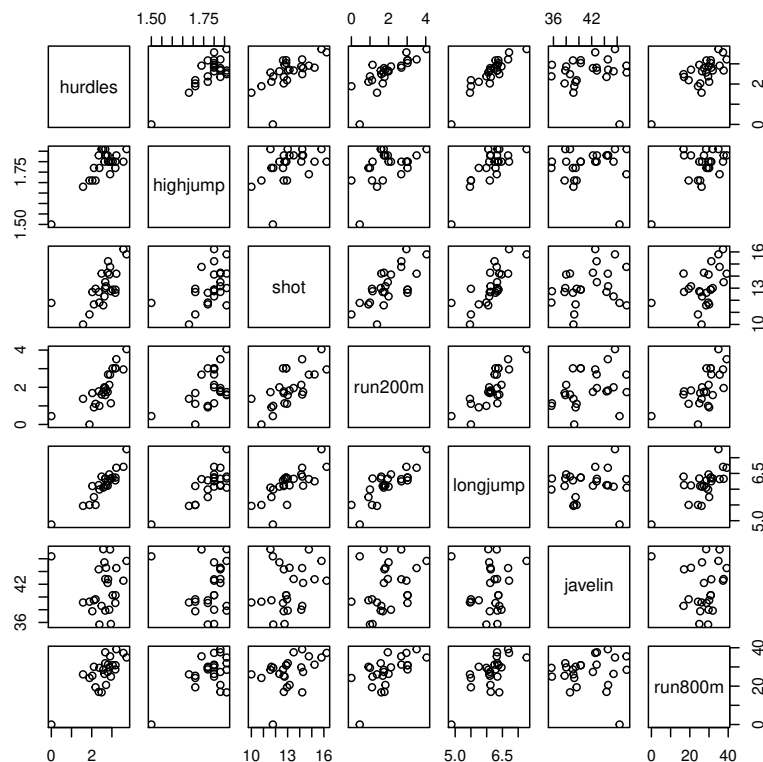 1.50 1.75 0 2 4 36 42
hurdles 0 2
1.50 1.75 highjump
shot 10 13 16
0 2 4 run200m
longjump 5.0 6.5
36 42 javelin
run800m 0 20 40
0 2 10 13 16 5.0 6.5 0 20 40